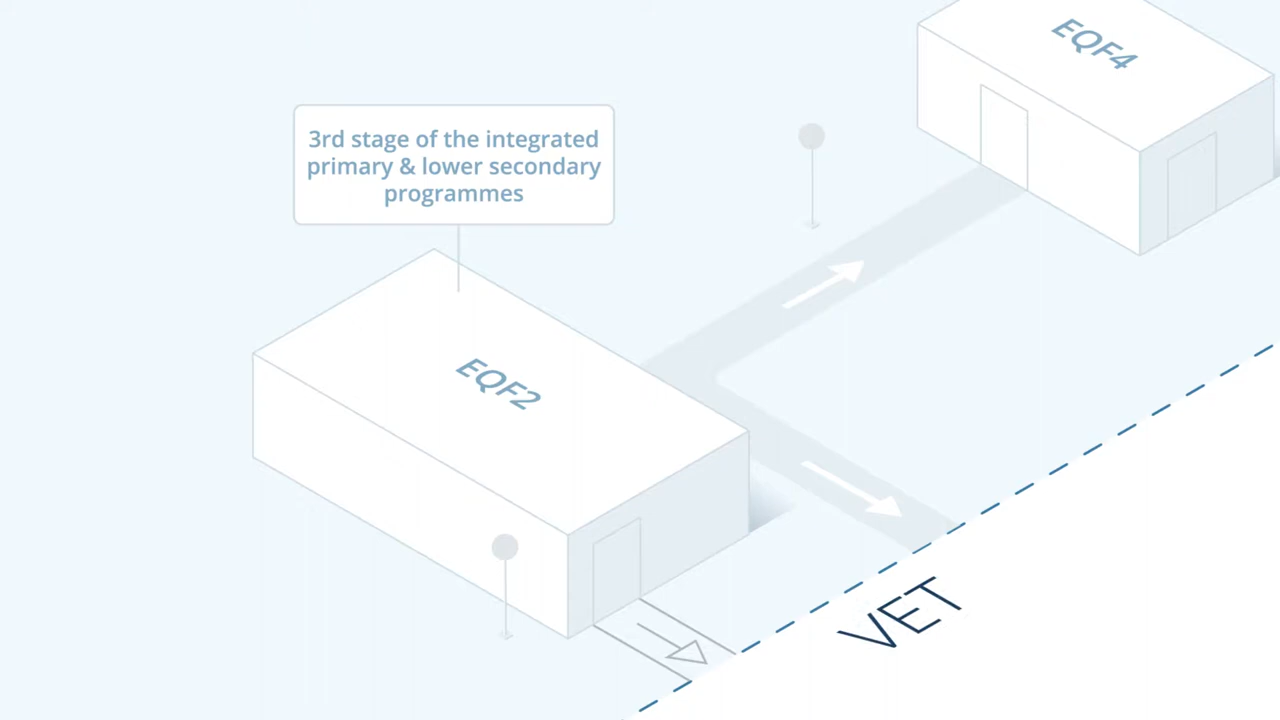 EQF4
3rd stage of the integrated
primary & lower secondary
programmes
EQF2
VET